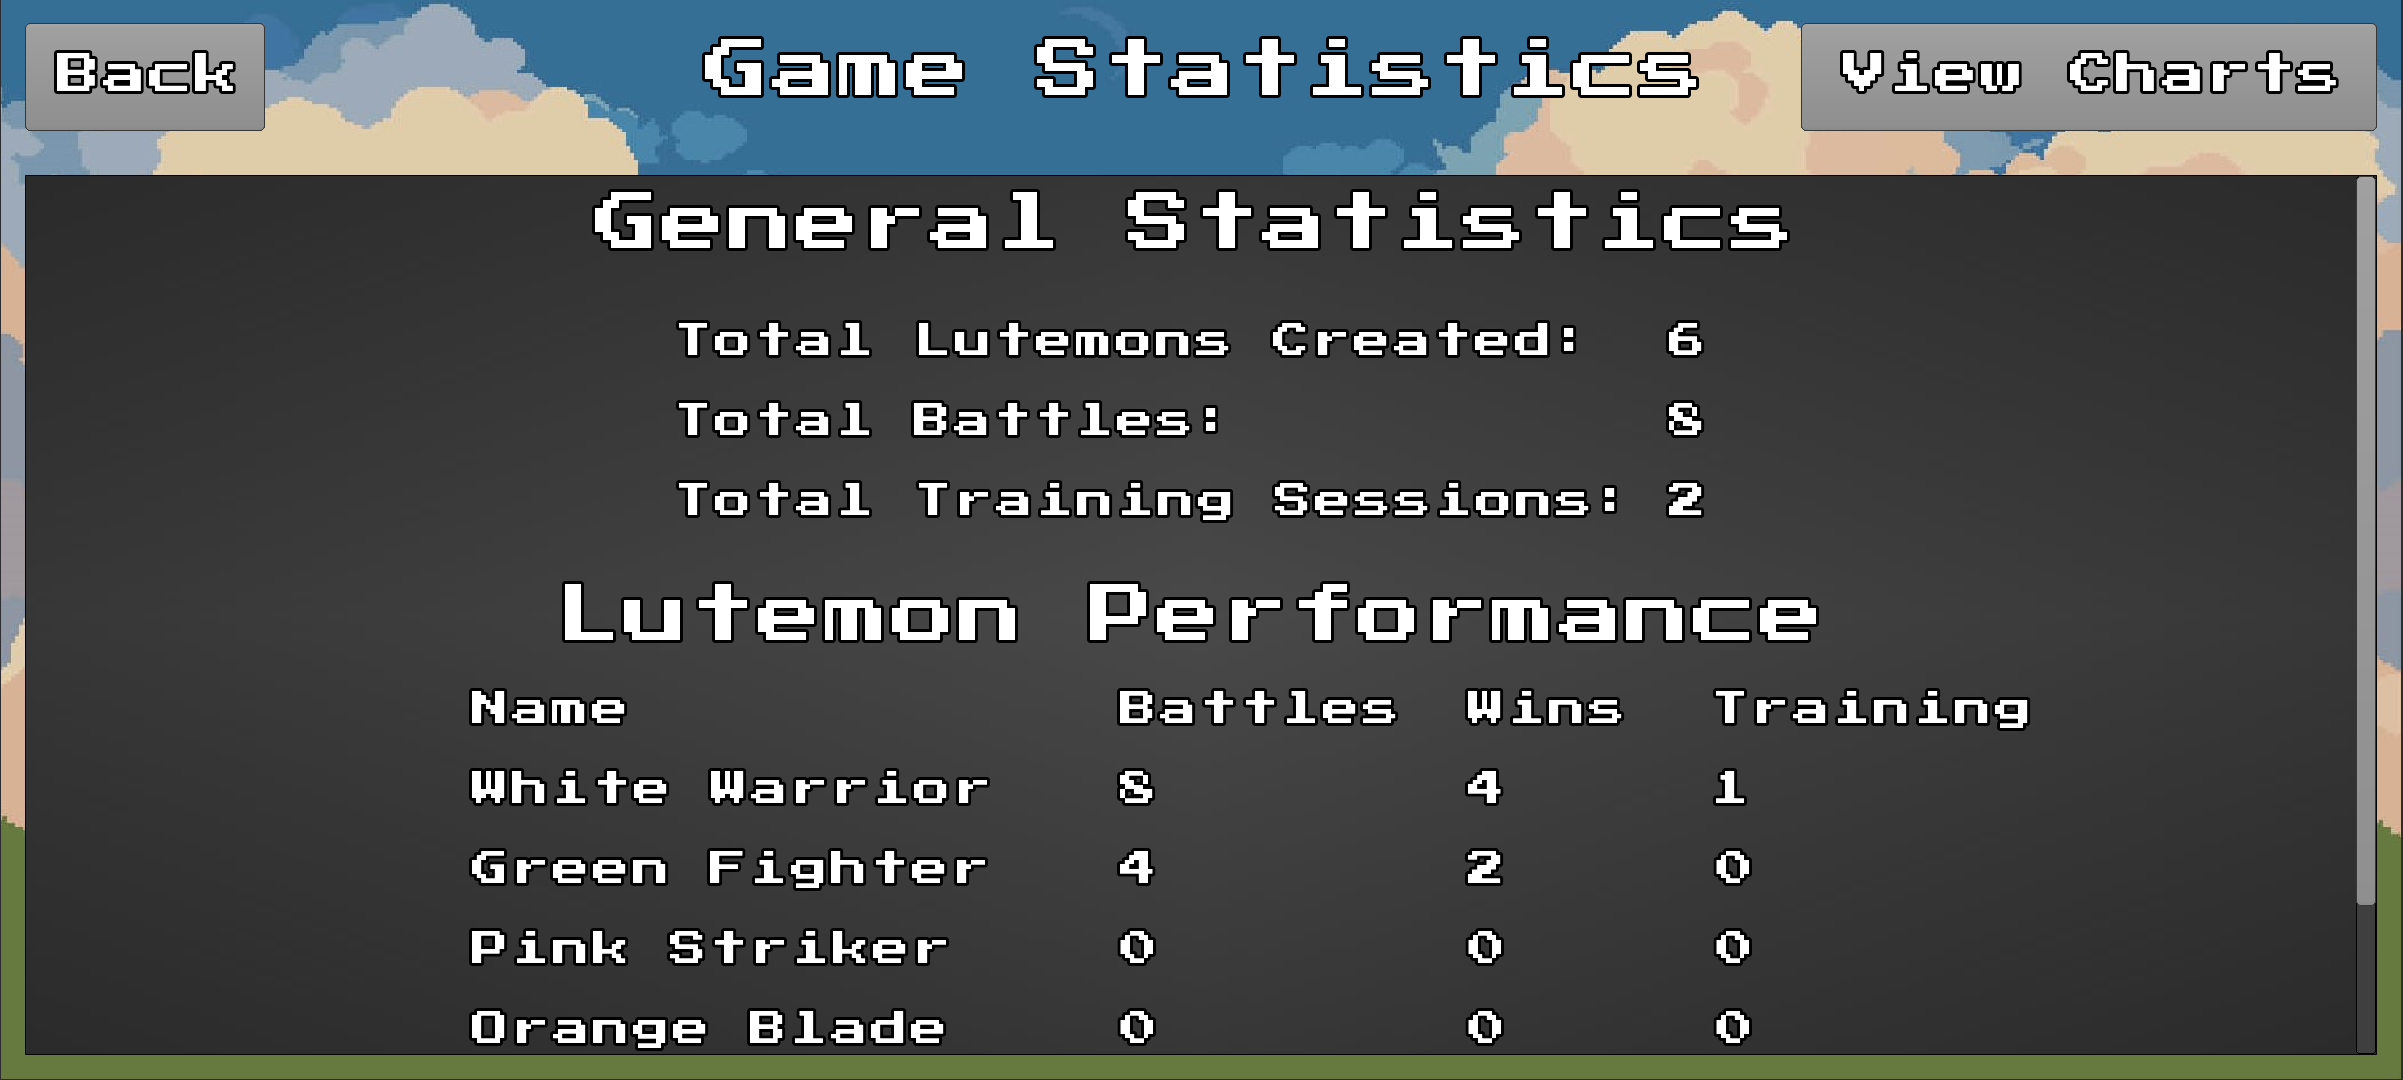 Back Game Statistics View Charts
General Statistics
Total Lutemons Created: 6
Total Battles: 8
Total Training Sessions: 2
Lutemon Performance
Name Battles Wins Training
White Warrior 8 4 1
Green Fighter 4 2 0
Pink Striker 0 0 0
Orange Blade 0 0 0